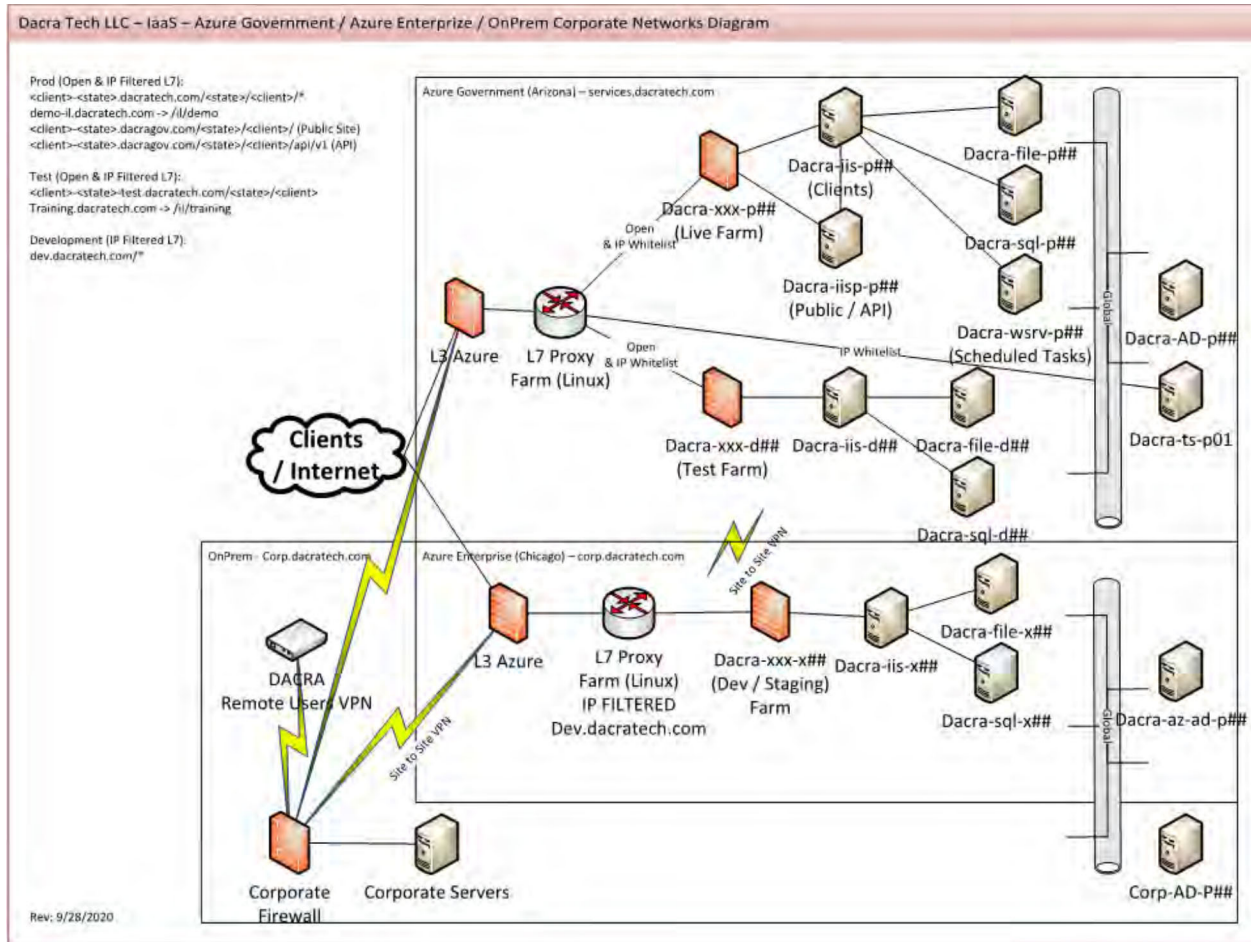 Dacra Tech LLC – IaaS – Azure Government / Azure Enterprize / OnPrem Corporate Networks Diagram
Prod (Open & IP Filtered L7):
<client>-<state>.dacratech.com/<state>/<client>/*
demo-il.dacratech.com -> /il/demo
<client>-<state>.dacragov.com/<state>/<client>/ (Public Site)
<client>-<state>.dacragov.com/<state>/<client>/api/v1 (API)
Test (Open & IP Filtered L7):
<client>-<state>-test.dacratech.com/<state>/<client>
Training.dacratech.com -> /il/training
Development (IP Filtered L7):
dev.dacratech.com/*
Azure Government (Arizona) – services.dacratech.com
Dacra-iis-p##
(Clients)
Dacra-file-p##
Dacra-xxx-p##
(Live Farm)
Dacra-sql-p##
Open
& IP Whitelist
Dacra-iisp-p##
(Public / API)
Dacra-wsrv-p##
(Scheduled Tasks)
Global
Dacra-AD-p##
L3 Azure
L7 Proxy
Farm (Linux)
Open
& IP Whitelist
IP Whitelist
Dacra-xxx-d##
(Test Farm)
Dacra-iis-d##
Dacra-file-d##
Dacra-ts-p01
Dacra-sql-d##
Clients
/ Internet
OnPrem - Corp.dacratech.com
Azure Enterprise (Chicago) – corp.dacratech.com
Site to Site VPN
L3 Azure
L7 Proxy
Farm (Linux)
IP FILTERED
Dev.dacratech.com
Dacra-xxx-x##
(Dev / Staging)
Farm
Dacra-iis-x##
Dacra-file-x##
Dacra-sql-x##
Global
Dacra-az-ad-p##
DACRA
Remote Users VPN
Site to Site VPN
Corporate
Firewall
Corporate Servers
Corp-AD-P##
Rev: 9/28/2020